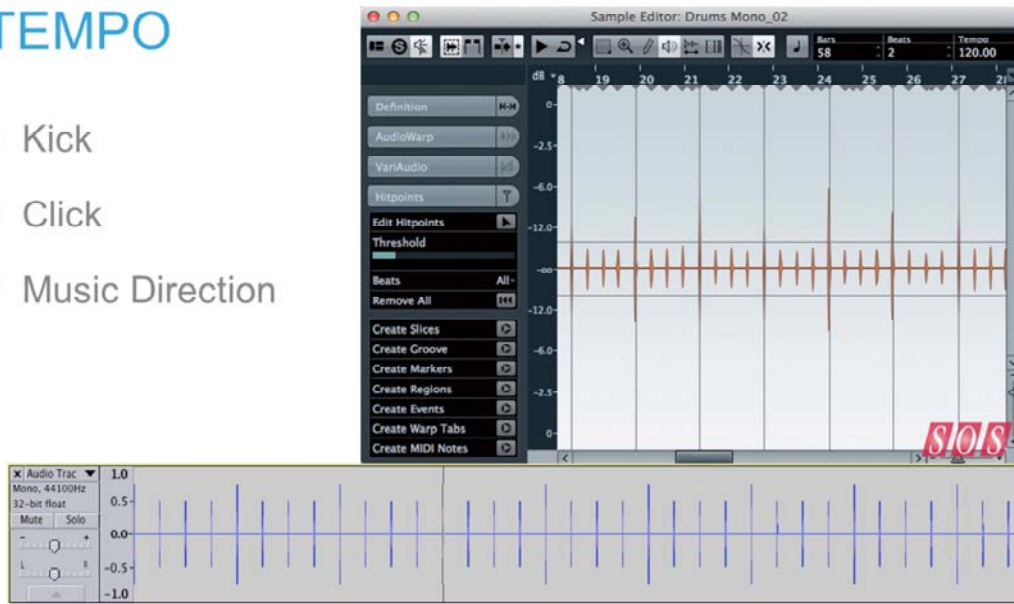 TEMPO
Kick
Click
Music Direction
Sample Editor: Drums Mono_02
Bars Beats Tempo
58 2 120.00
dB 8 19 20 21 22 23 24 25 26 27 28
Definition
AudioWarp
VariAudio
Hitpoints
Edit Hitpoints
Threshold
Beats All
Remove All
Create Slices
Create Groove
Create Markers
Create Regions
Create Events
Create Warp Tabs
Create MIDI Notes
0
-2.5
-6.0
-12.0
-∞
-12.0
-6.0
-2.5
0
SOS
x Audio Trac
Mono, 44100Hz
32-bit float
Mute Solo
- +
L R
1.0
0.5
0.0
-0.5
-1.0